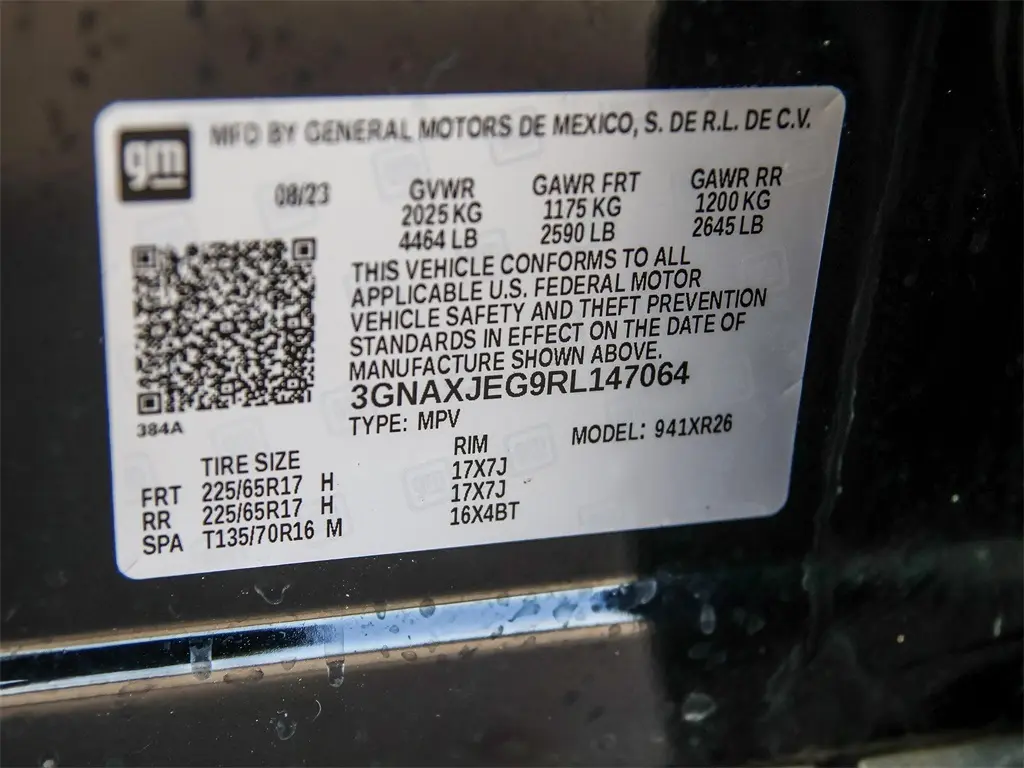 gm
MFD BY GENERAL MOTORS DE MEXICO, S. DE R.L. DE C.V.
08/23 GVWR GAWR FRT GAWR RR
2025 KG 1175 KG 1200 KG
4464 LB 2590 LB 2645 LB
THIS VEHICLE CONFORMS TO ALL
APPLICABLE U.S. FEDERAL MOTOR
VEHICLE SAFETY AND THEFT PREVENTION
STANDARDS IN EFFECT ON THE DATE OF
MANUFACTURE SHOWN ABOVE.
3GNAXJEG9RL147064
384A
TYPE: MPV MODEL: 941XR26
TIRE SIZE RIM
FRT 225/65R17 H 17X7J
RR 225/65R17 H 17X7J
SPA T135/70R16 M 16X4BT